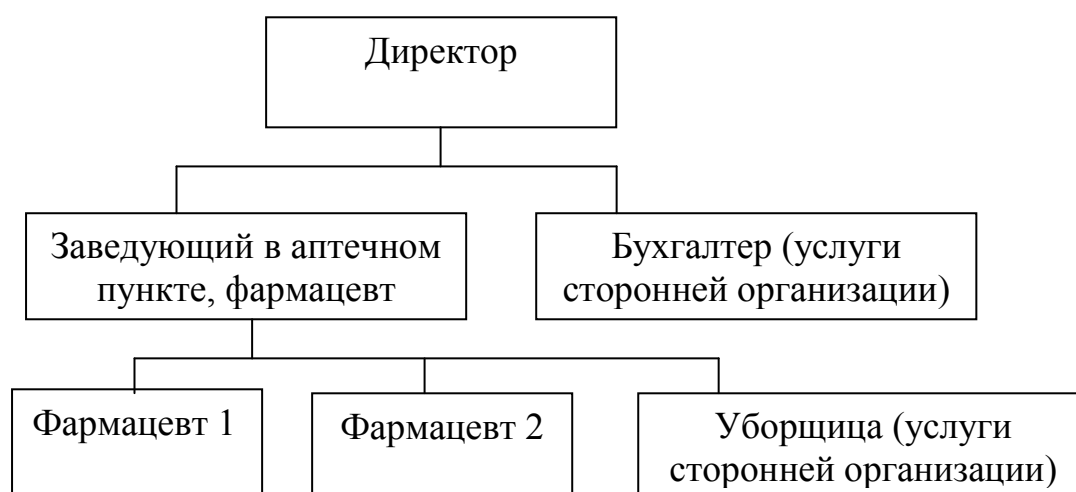 Директор
Заведующий в аптечном
пункте, фармацевт
Бухгалтер (услуги
сторонней организации)
Фармацевт 1
Фармацевт 2
Уборщица (услуги
сторонней организации)